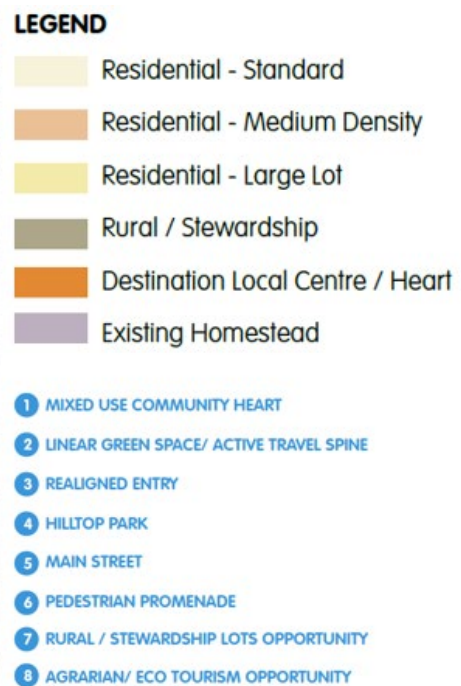 LEGEND
Residential - Standard
Residential - Medium Density
Residential - Large Lot
Rural / Stewardship
Destination Local Centre / Heart
Existing Homestead
1 MIXED USE COMMUNITY HEART
2 LINEAR GREEN SPACE/ ACTIVE TRAVEL SPINE
3 REALIGNED ENTRY
4 HILLTOP PARK
5 MAIN STREET
6 PEDESTRIAN PROMENADE
7 RURAL / STEWARDSHIP LOTS OPPORTUNITY
8 AGRARIAN/ ECO TOURISM OPPORTUNITY